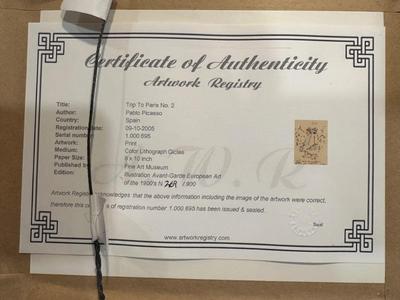 Certificate of Authenticity
Artwork Registry
Title: Trip To Paris No. 2
Author: Pablo Picasso
Country: Spain
Registration date: 09-10-2005
Serial number 1.000.695
Artwork: Print
Medium: Color Lithograph Giclee
Paper Size: 8 x 10 inch
Published by Fine Art Museum
Edition: Illustration Avant-Garde European Art
of the 1900's N 1.900
A.W.R
Artwork Registry acknowledges that the above information including the image of the artwork were correct,
therefore this of registration number 1.000.695 has been issued & sealed.
Seal
www.artworkregistry.com